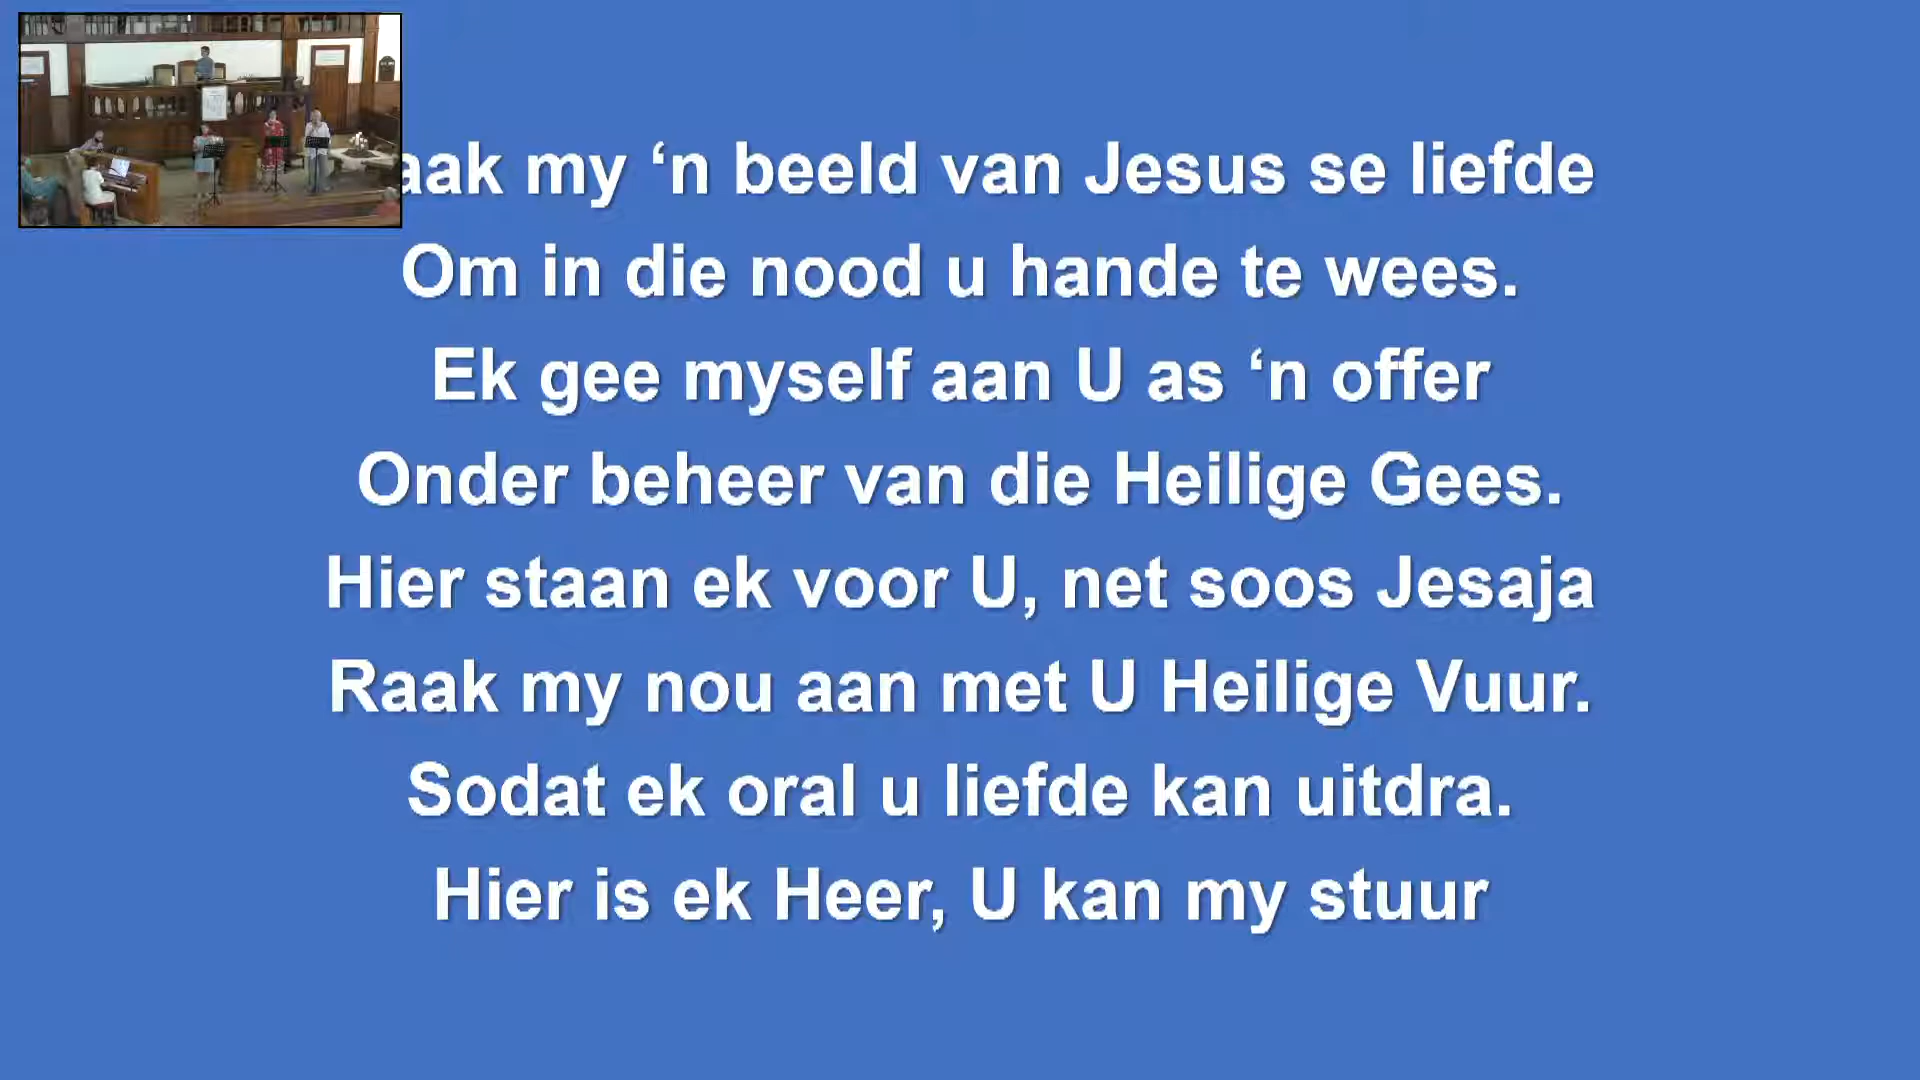 aak my ‘n beeld van Jesus se liefde
Om in die nood u hande te wees.
Ek gee myself aan U as ‘n offer
Onder beheer van die Heilige Gees.
Hier staan ek voor U, net soos Jesaja
Raak my nou aan met U Heilige Vuur.
Sodat ek oral u liefde kan uitdra.
Hier is ek Heer, U kan my stuur